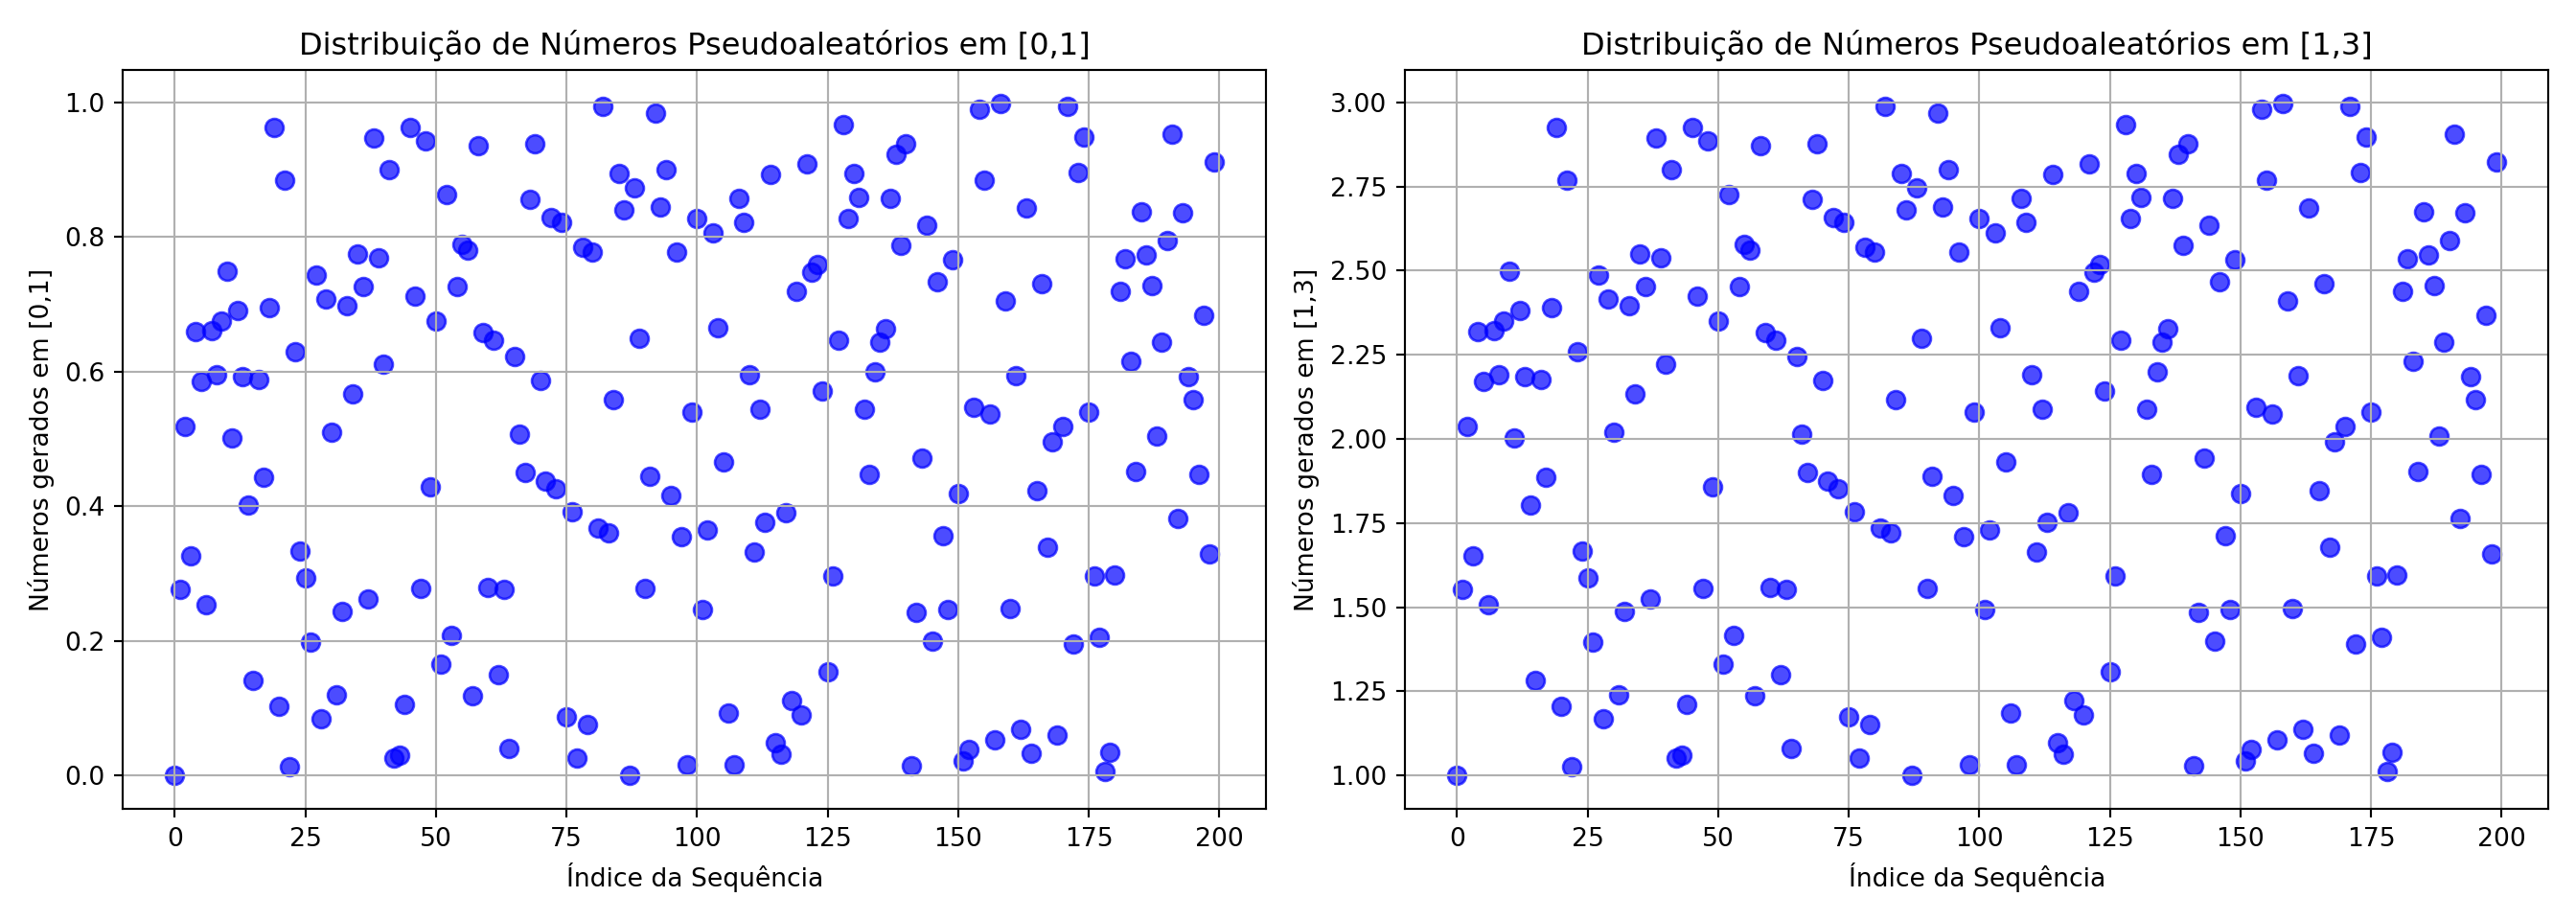 Distribuição de Números Pseudoaleatórios em [0,1]
Números gerados em [0,1]
1.0
0.8
0.6
0.4
0.2
0.0
0 25 50 75 100 125 150 175 200
Índice da Sequência
Distribuição de Números Pseudoaleatórios em [1,3]
Números gerados em [1,3]
3.00
2.75
2.50
2.25
2.00
1.75
1.50
1.25
1.00
0 25 50 75 100 125 150 175 200
Índice da Sequência